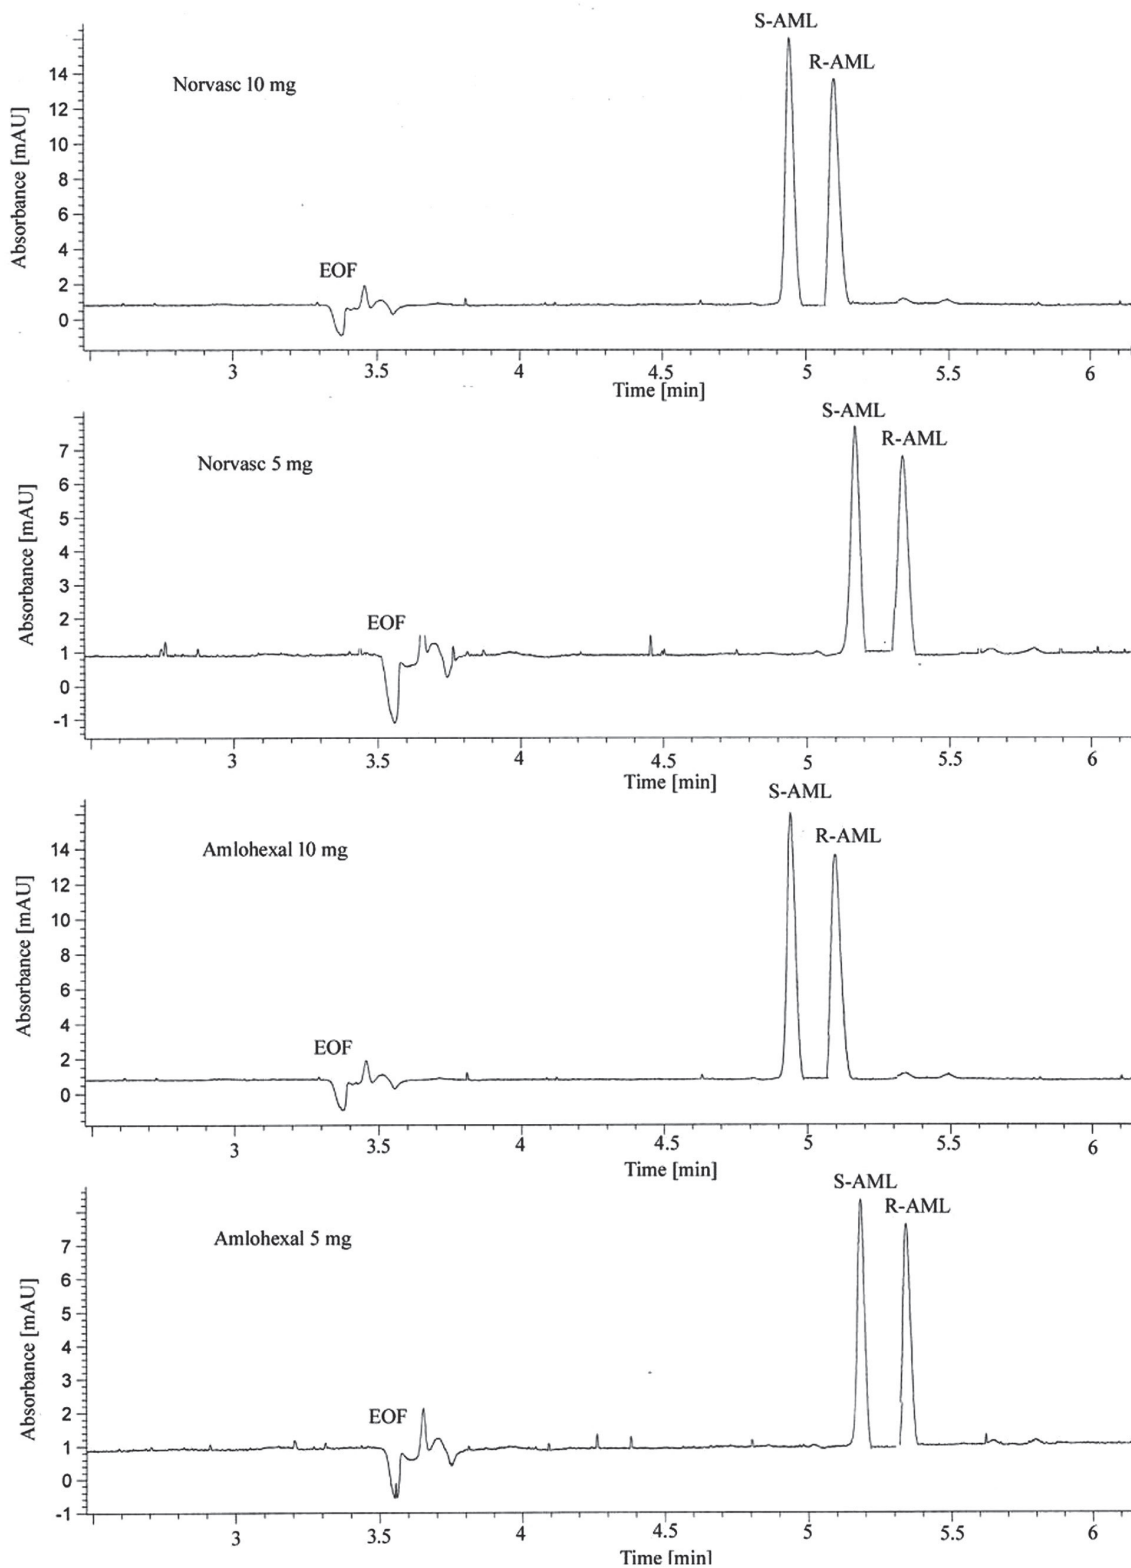 S-AML
R-AML
Norvasc 10 mg
Absorbance [mAU]
14
12
10
8
6
4
2
0
EOF
3
3.5
4
4.5
5
5.5
6
Time [min]
S-AML
R-AML
Norvasc 5 mg
Absorbance [mAU]
7
6
5
4
3
2
1
0
-1
EOF
3
3.5
4
4.5
5
5.5
6
Time [min]
S-AML
R-AML
Amlohexal 10 mg
Absorbance [mAU]
14
12
10
8
6
4
2
0
EOF
3
3.5
4
4.5
5
5.5
6
Time [min]
S-AML
R-AML
Amlohexal 5 mg
Absorbance [mAU]
7
6
5
4
3
2
1
0
-1
EOF
3
3.5
4
4.5
5
5.5
6
Time [min]